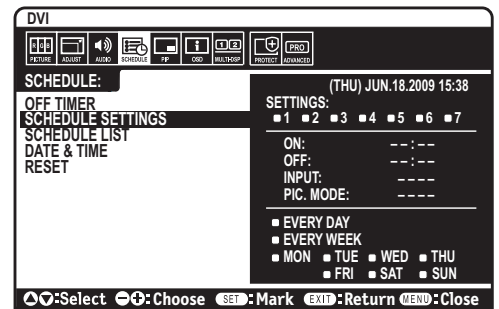 DVI
RGB
PICTURE ADJUST AUDIO SCHEDULE PIP OSD MULTI-DSP PROTECT ADVANCED
12
PRO
SCHEDULE:
OFF TIMER
SCHEDULE SETTINGS
SCHEDULE LIST
DATE & TIME
RESET
(THU) JUN.18.2009 15:38
SETTINGS:
1 2 3 4 5 6 7
ON: --:--
OFF: --:--
INPUT: ----
PIC. MODE: ----
EVERY DAY
EVERY WEEK
MON TUE WED THU
FRI SAT SUN
:Select :Choose SET:Mark EXIT:Return MENU:Close